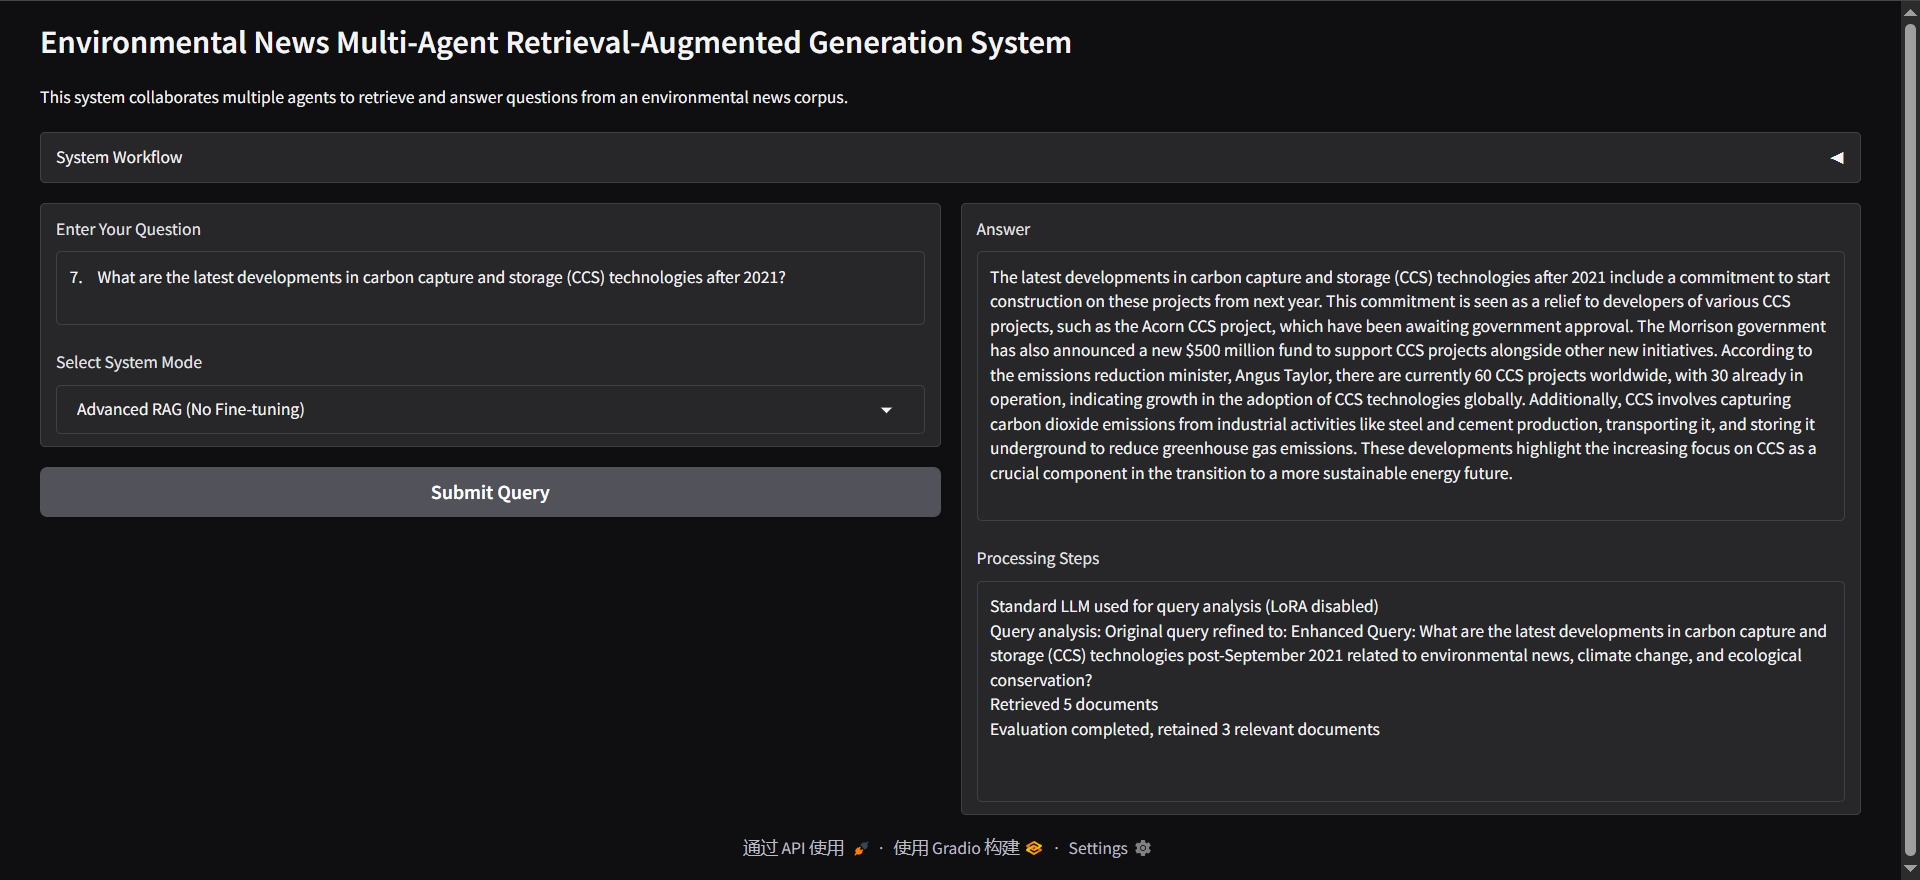 Environmental News Multi-Agent Retrieval-Augmented Generation System
This system collaborates multiple agents to retrieve and answer questions from an environmental news corpus.
System Workflow
Enter Your Question
7. What are the latest developments in carbon capture and storage (CCS) technologies after 2021?
Select System Mode
Advanced RAG (No Fine-tuning)
Submit Query
Answer
The latest developments in carbon capture and storage (CCS) technologies after 2021 include a commitment to start
construction on these projects from next year. This commitment is seen as a relief to developers of various CCS
projects, such as the Acorn CCS project, which have been awaiting government approval. The Morrison government
has also announced a new $500 million fund to support CCS projects alongside other new initiatives. According to
the emissions reduction minister, Angus Taylor, there are currently 60 CCS projects worldwide, with 30 already in
operation, indicating growth in the adoption of CCS technologies globally. Additionally, CCS involves capturing
carbon dioxide emissions from industrial activities like steel and cement production, transporting it, and storing it
underground to reduce greenhouse gas emissions. These developments highlight the increasing focus on CCS as a
crucial component in the transition to a more sustainable energy future.
Processing Steps
Standard LLM used for query analysis (LoRA disabled)
Query analysis: Original query refined to: Enhanced Query: What are the latest developments in carbon capture and
storage (CCS) technologies post-September 2021 related to environmental news, climate change, and ecological
conservation?
Retrieved 5 documents
Evaluation completed, retained 3 relevant documents
通过 API 使用 · 使用 Gradio 构建 · Settings